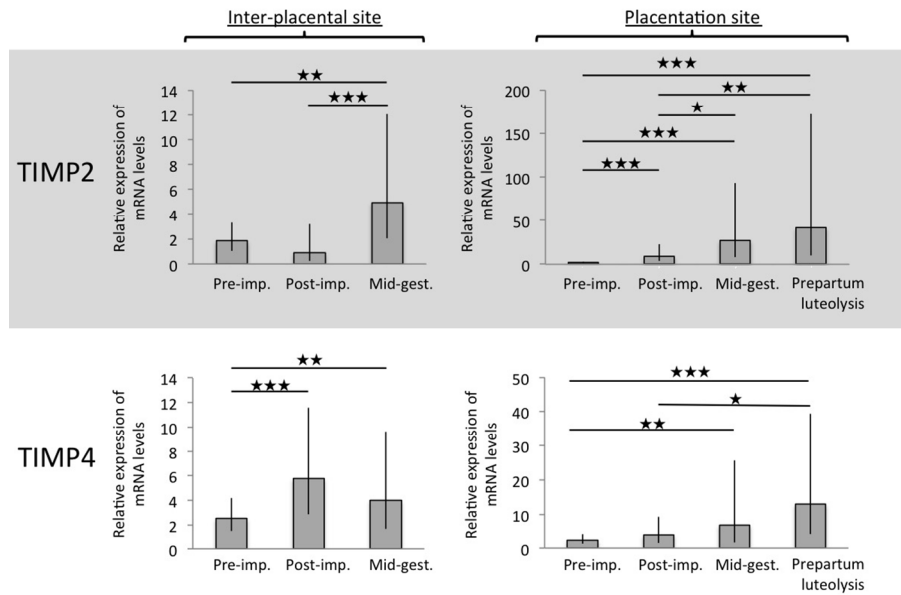 Inter-placental site
Placentation site
TIMP2
Relative expression of
mRNA levels
14
12
10
8
6
4
2
0
★★
★★★
Pre-imp. Post-imp. Mid-gest.
Relative expression of
mRNA levels
200
150
100
50
0
★★★
★★
★
★★★
★★★
Pre-imp. Post-imp. Mid-gest. Prepartum
luteolysis
TIMP4
Relative expression of
mRNA levels
14
12
10
8
6
4
2
0
★★
★★★
Pre-imp. Post-imp. Mid-gest.
Relative expression of
mRNA levels
50
40
30
20
10
0
★★★
★
★★
Pre-imp. Post-imp. Mid-gest. Prepartum
luteolysis